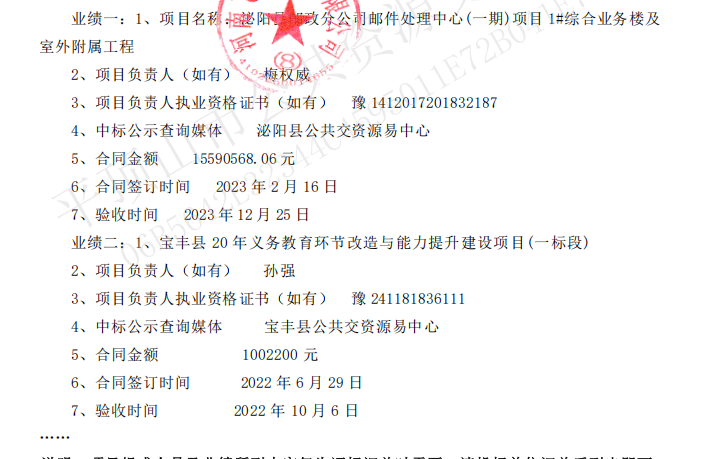 业绩一：1、项目名称：泌阳县邮政分公司邮件处理中心(一期)项目 1#综合业务楼及
室外附属工程
2、项目负责人（如有） 梅权威
3、项目负责人执业资格证书（如有） 豫 1412017201832187
4、中标公示查询媒体 泌阳县公共交资源易中心
5、合同金额 15590568.06 元
6、合同签订时间 2023 年 2 月 16 日
7、验收时间 2023 年 12 月 25 日
业绩二：1、宝丰县 20 年义务教育环节改造与能力提升建设项目(一标段)
2、项目负责人（如有） 孙强
3、项目负责人执业资格证书（如有） 豫 241181836111
4、中标公示查询媒体 宝丰县公共交资源易中心
5、合同金额 1002200 元
6、合同签订时间 2022 年 6 月 29 日
7、验收时间 2022 年 10 月 6 日
……